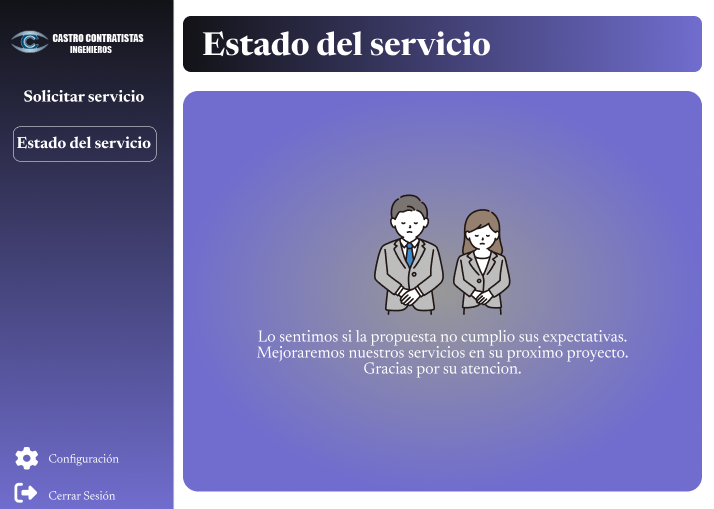 CASTRO CONTRATISTAS
INGENIEROS
Solicitar servicio
Estado del servicio
Configuración
Cerrar Sesión
Estado del servicio
Lo sentimos si la propuesta no cumplio sus expectativas.
Mejoraremos nuestros servicios en su proximo proyecto.
Gracias por su atencion.